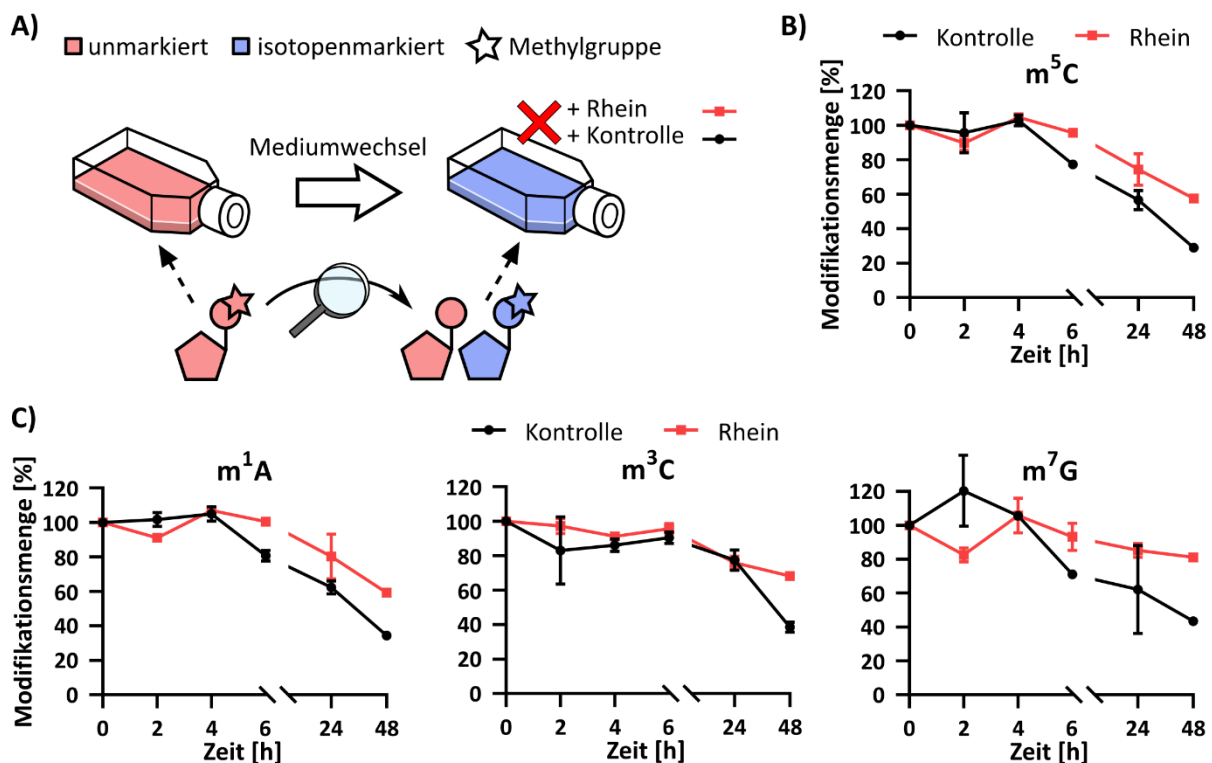 A)
unmarkiert isotopenmarkiert Methylgruppe
Mediumwechsel
+ Rhein
+ Kontrolle
B)
Kontrolle Rhein
m⁵C
Modifikationsmenge [%]
120
100
80
60
40
20
0
0 2 4 6 24 48
Zeit [h]
C)
Kontrolle Rhein
m¹A
Modifikationsmenge [%]
120
100
80
60
40
20
0
0 2 4 6 24 48
Zeit [h]
m³C
120
100
80
60
40
20
0
0 2 4 6 24 48
Zeit [h]
m⁷G
120
100
80
60
40
20
0
0 2 4 6 24 48
Zeit [h]